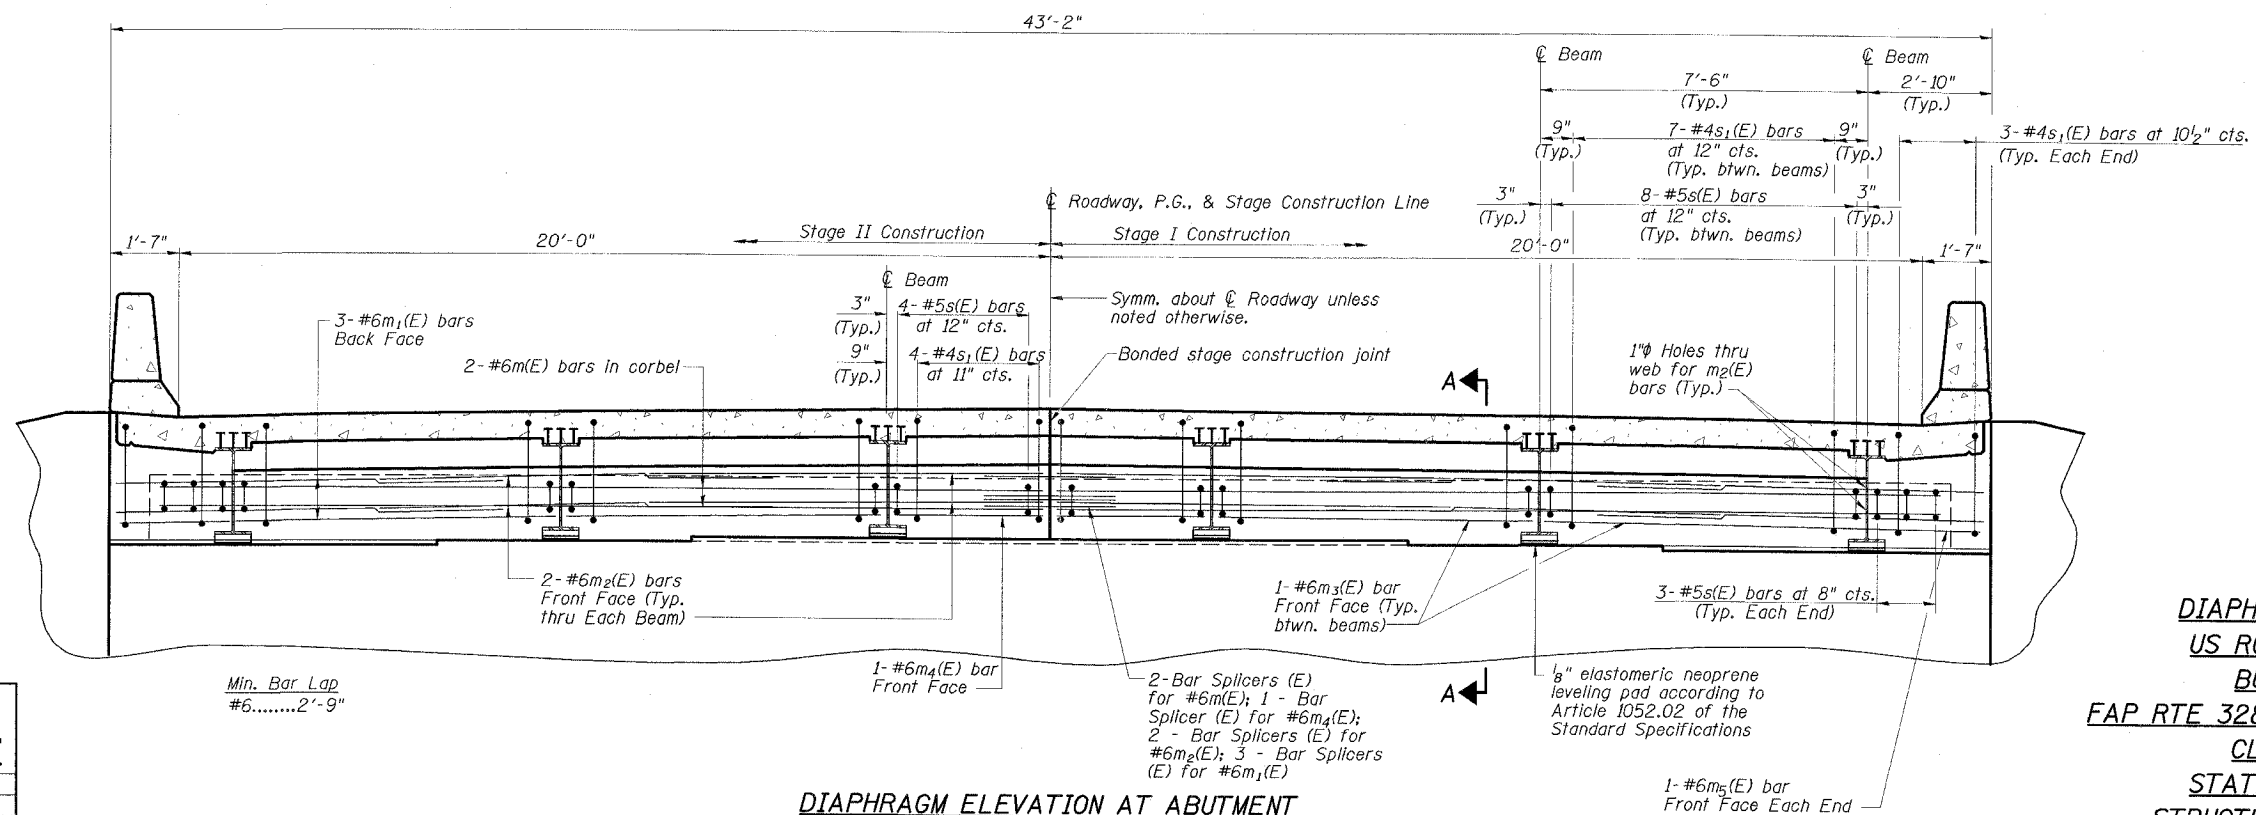 43'-2"
℄ Beam
℄ Beam
7'-6"
(Typ.)
2'-10"
(Typ.)
9"
(Typ.)
7-#4s₁(E) bars
at 12" cts.
(Typ. btwn. beams)
9"
(Typ.)
3-#4s₁(E) bars at 10½" cts.
(Typ. Each End)
3"
(Typ.)
8-#5s(E) bars
at 12" cts.
(Typ. btwn. beams)
3"
(Typ.)
℄ Roadway, P.G., & Stage Construction Line
Stage II Construction
Stage I Construction
1'-7"
20'-0"
20'-0"
1'-7"
℄ Beam
3"
(Typ.)
4-#5s(E) bars
at 12" cts.
9"
(Typ.)
4-#4s₁(E) bars
at 11" cts.
Symm. about ℄ Roadway unless
noted otherwise.
Bonded stage construction joint
3-#6m₁(E) bars
Back Face
2-#6m(E) bars in corbel
A
1"φ Holes thru
web for m₂(E)
bars (Typ.)
2-#6m₂(E) bars
Front Face (Typ.
thru Each Beam)
1-#6m₃(E) bar
Front Face (Typ.
btwn. beams)
3-#5s(E) bars at 8" cts.
(Typ. Each End)
Min. Bar Lap
#6........2'-9"
1-#6m₄(E) bar
Front Face
2-Bar Splicers (E)
for #6m(E); 1 - Bar
Splicer (E) for #6m₄(E);
2 - Bar Splicers (E) for
#6m₂(E); 3 - Bar Splicers
(E) for #6m₁(E)
A
⅛" elastomeric neoprene
leveling pad according to
Article 1052.02 of the
Standard Specifications
1-#6m₅(E) bar
Front Face Each End
DIAPHRAGM ELEVATION AT ABUTMENT
DIAPH
US RO
FAP RTE 328
CL
STAT